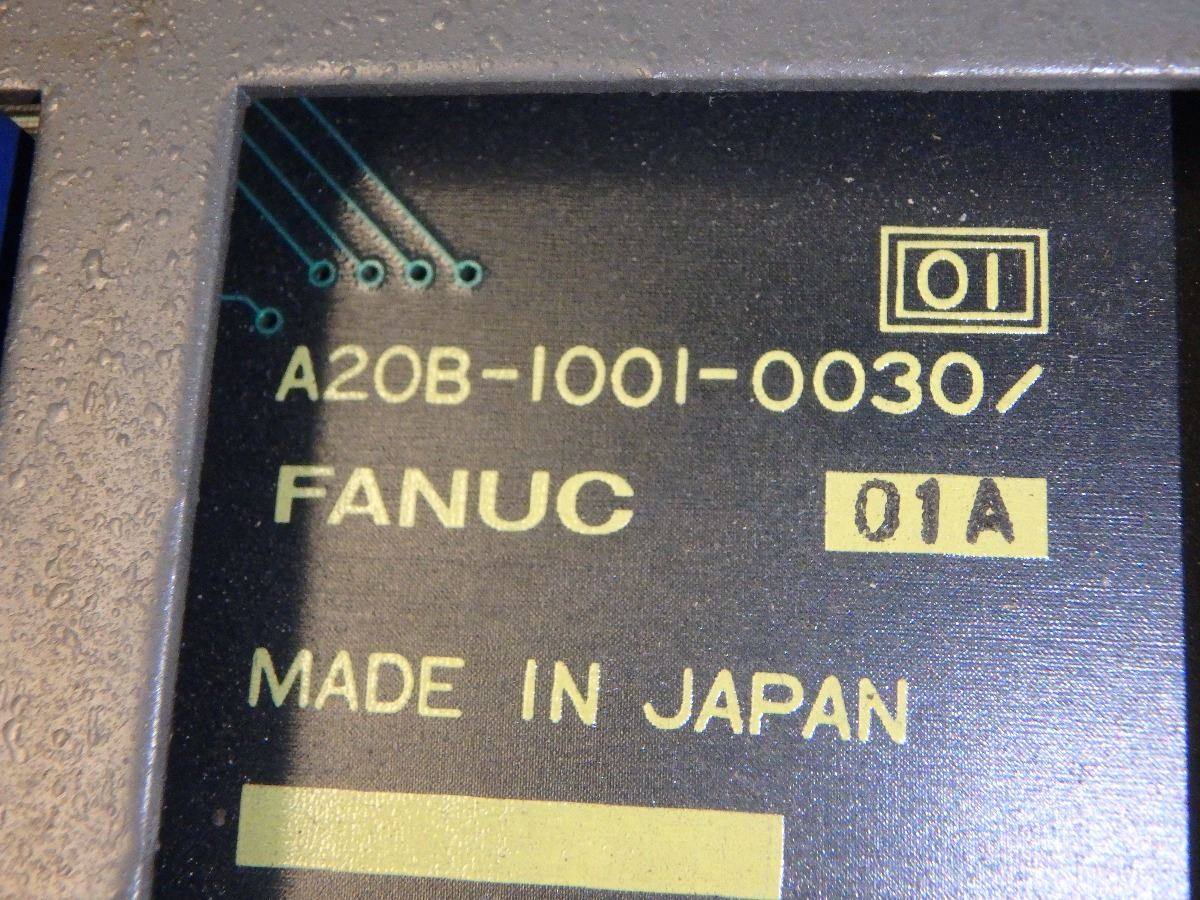 01
A20B-1001-0030/
FANUC 01A
MADE IN JAPAN